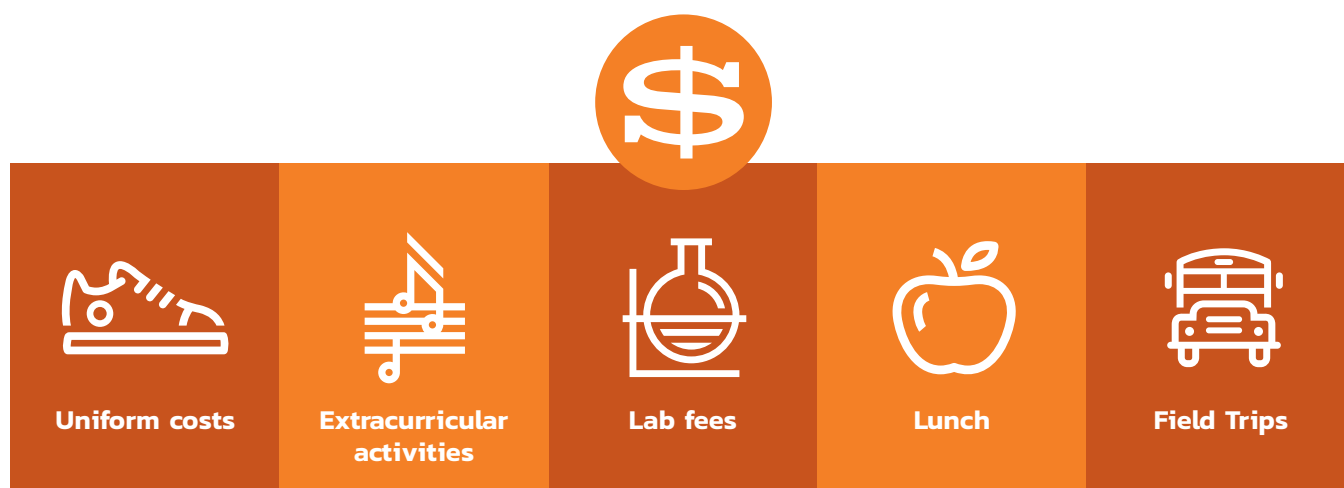 $
Uniform costs
Extracurricular
activities
Lab fees
Lunch
Field Trips